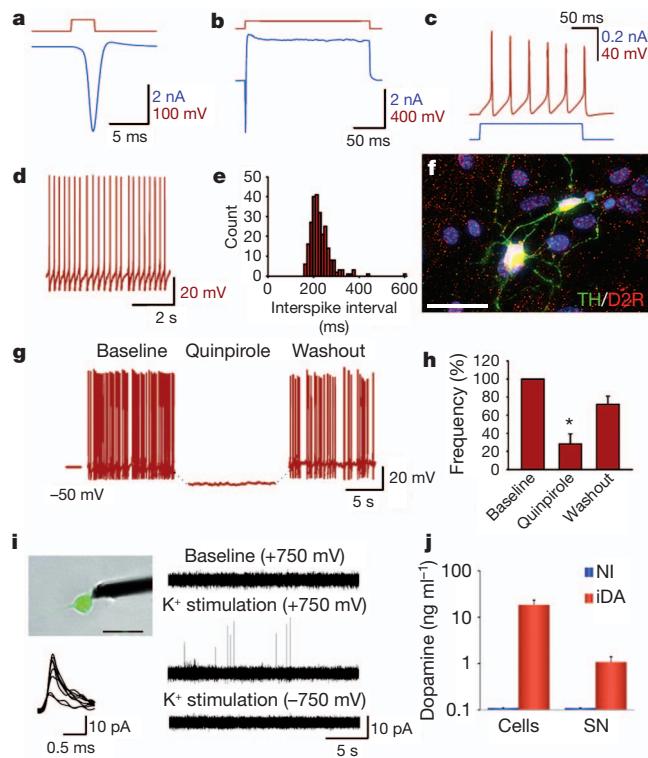 a
2 nA
100 mV
5 ms
b
2 nA
400 mV
50 ms
c
50 ms
0.2 nA
40 mV
d
20 mV
2 s
e
50
40
30
20
10
0
Count
0 200 400 600
Interspike interval
(ms)
f
TH/D2R
g
Baseline Quinpirole Washout
−50 mV
20 mV
5 s
h
Frequency (%)
120
100
80
60
40
20
0
*
Baseline
Quinpirole
Washout
i
10 pA
0.5 ms
Baseline (+750 mV)
K⁺ stimulation (+750 mV)
K⁺ stimulation (−750 mV)
10 pA
5 s
j
Dopamine (ng ml⁻¹)
100
10
1
0.1
NI
iDA
Cells SN